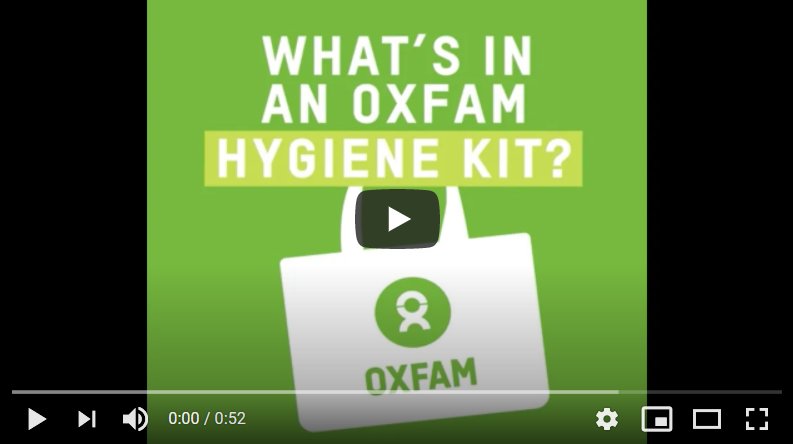 WHAT'S IN
AN OXFAM
HYGIENE KIT?
OXFAM
0:00 / 0:52